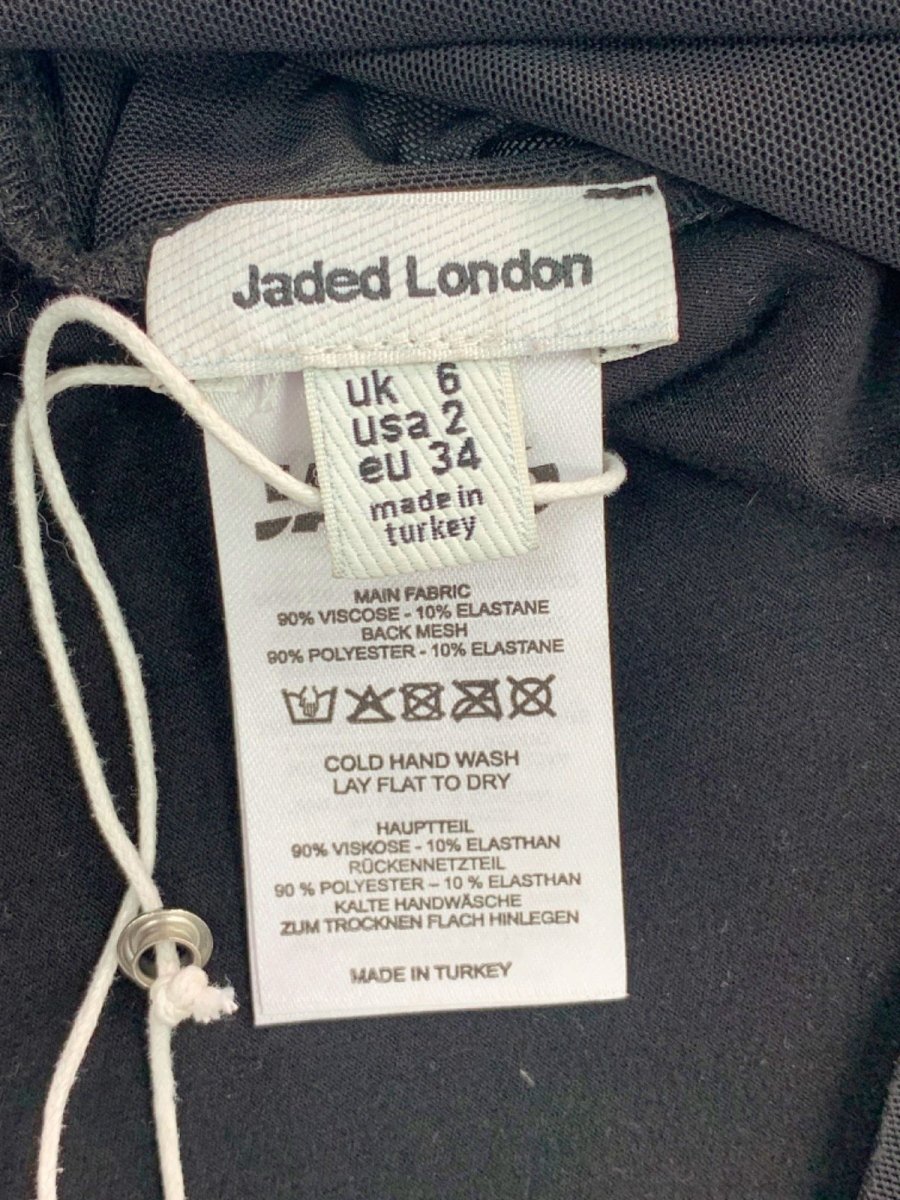 Jaded London
uk 6
usa 2
eu 34
made in
turkey
MAIN FABRIC
90% VISCOSE - 10% ELASTANE
BACK MESH
90% POLYESTER - 10% ELASTANE
COLD HAND WASH
LAY FLAT TO DRY
HAUPTTEIL
90% VISKOSE - 10% ELASTHAN
RÜCKENNETZTEIL
90 % POLYESTER – 10 % ELASTHAN
KALTE HANDWÄSCHE
ZUM TROCKNEN FLACH HINLEGEN
MADE IN TURKEY